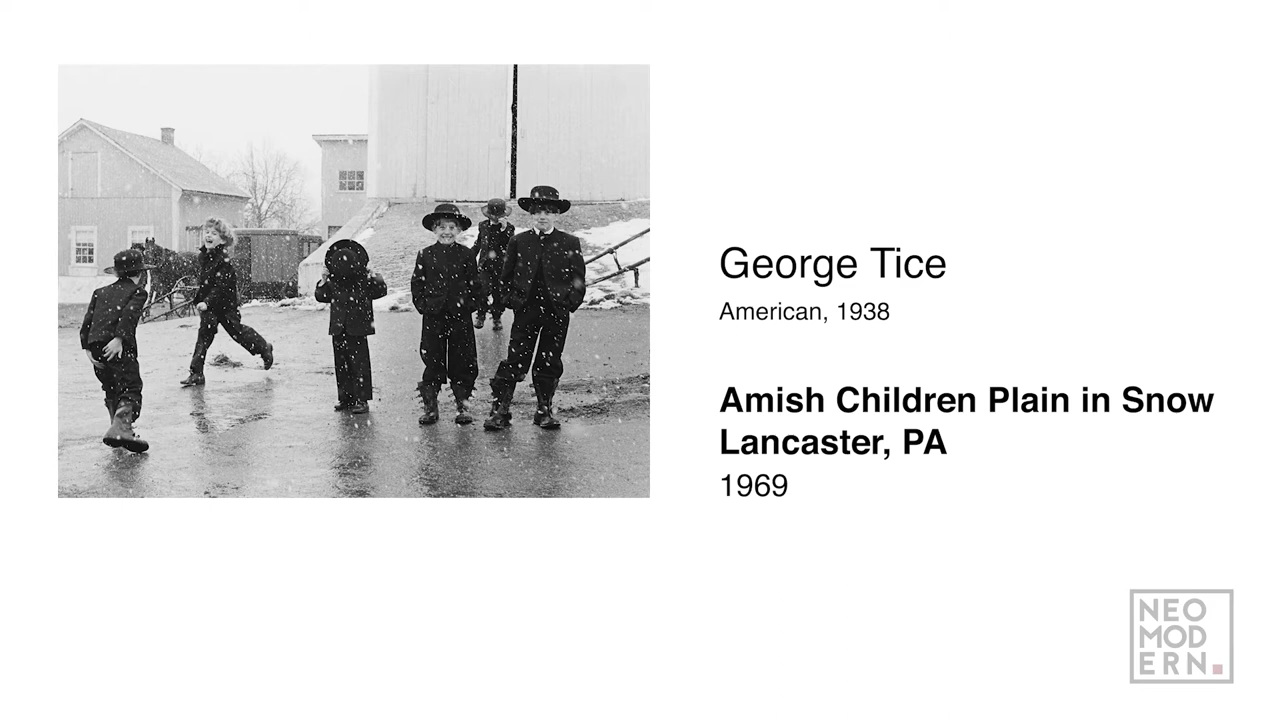 George Tice
American, 1938
Amish Children Plain in Snow
Lancaster, PA
1969
NEO
MOD
ERN.